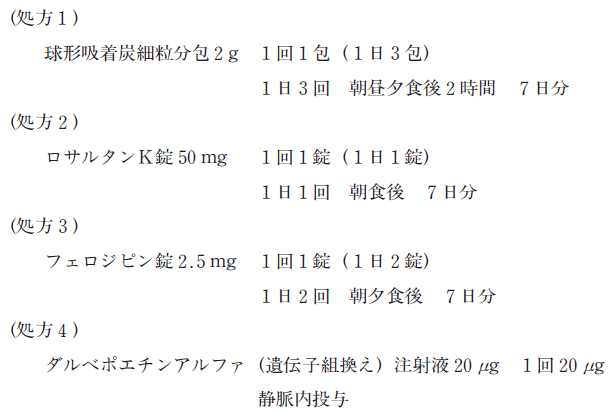 (処方１)
球形吸着炭細粒分包２g　１回１包（１日３包）
１日３回　朝昼夕食後２時間　７日分
(処方２)
ロサルタンＫ錠 50 mg　１回１錠（１日１錠）
１日１回　朝食後　７日分
(処方３)
フェロジピン錠 2.5 mg　１回１錠（１日２錠）
１日２回　朝夕食後　７日分
(処方４)
ダルベポエチンアルファ（遺伝子組換え）注射液 20 μg　１回 20 μg
静脈内投与